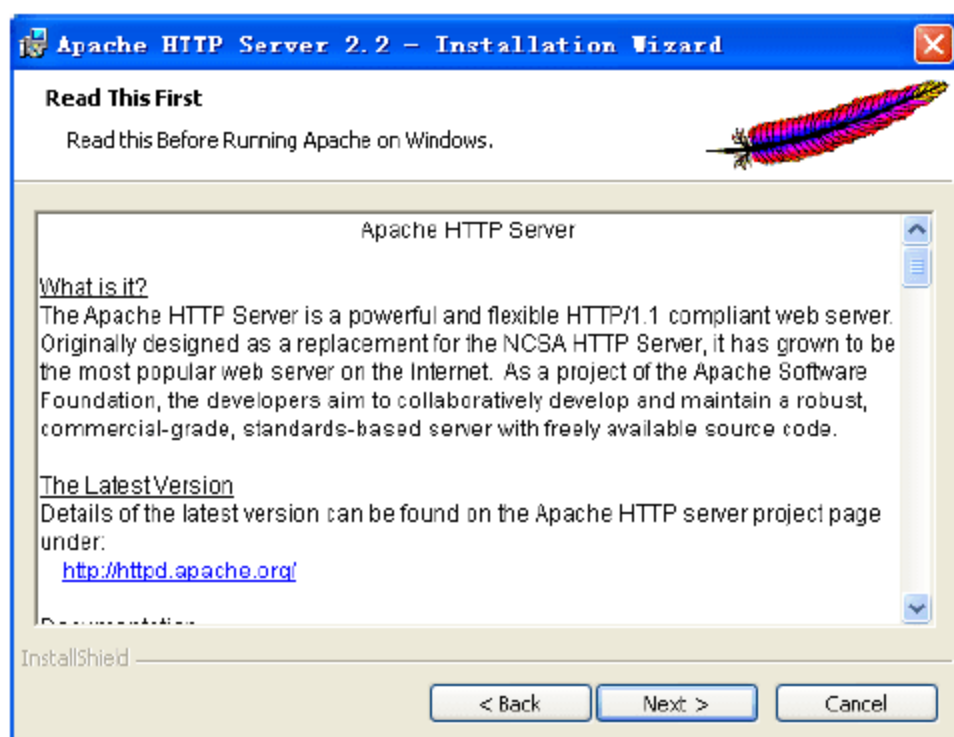 Apache HTTP Server 2.2 - Installation Wizard
Read This First
Read this Before Running Apache on Windows.
Apache HTTP Server
What is it?
The Apache HTTP Server is a powerful and flexible HTTP/1.1 compliant web server.
Originally designed as a replacement for the NCSA HTTP Server, it has grown to be
the most popular web server on the Internet. As a project of the Apache Software
Foundation, the developers aim to collaboratively develop and maintain a robust,
commercial-grade, standards-based server with freely available source code.
The Latest Version
Details of the latest version can be found on the Apache HTTP server project page
under:
http://httpd.apache.org/
Documentation
InstallShield
< Back
Next >
Cancel